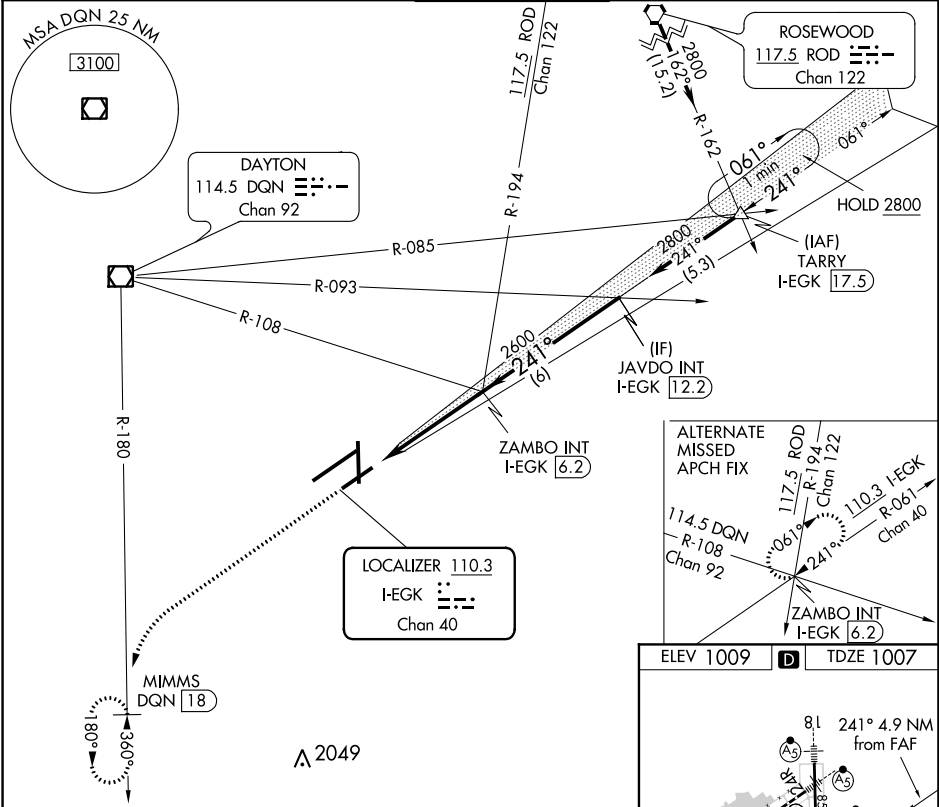 MSA DQN 25 NM
3100
DAYTON
114.5 DQN
Chan 92
117.5 ROD
Chan 122
R-194
2800
162°
(15.2)
R-162
ROSEWOOD
117.5 ROD
Chan 122
061°
1 min
241°
061°
HOLD 2800
(IAF)
TARRY
I-EGK 17.5
R-085
R-093
R-108
R-180
2800
241°
(5.3)
(IF)
JAVDO INT
I-EGK 12.2
2600
241°
(6)
ZAMBO INT
I-EGK 6.2
LOCALIZER 110.3
I-EGK
Chan 40
MIMMS
DQN 18
180°
360°
2049
ALTERNATE
MISSED
APCH FIX
117.5 ROD
R-194
Chan 122
110.3 I-EGK
R-061
Chan 40
114.5 DQN
R-108
Chan 92
061°
241°
ZAMBO INT
I-EGK 6.2
ELEV 1009 D TDZE 1007
18
A5
A5
241° 4.9 NM
from FAF